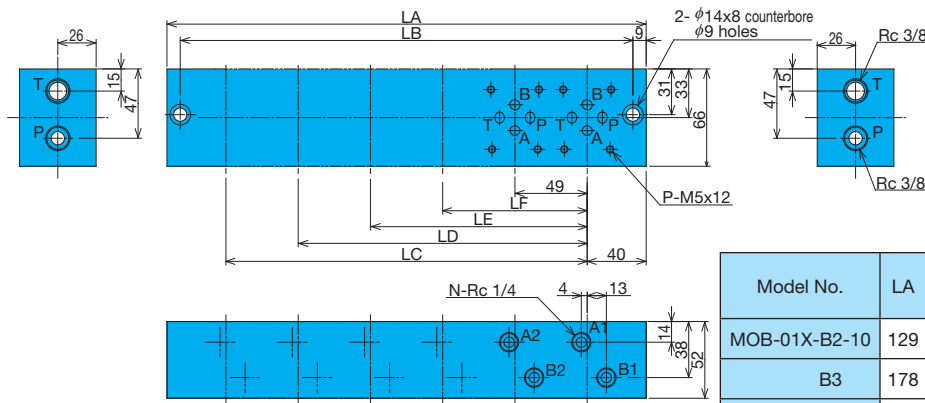 LA
LB
9
2- φ14x8 counterbore
φ9 holes
26
15
47
T
P
B
B
T
P
T
P
A
A
31
33
66
26
15
47
T
P
Rc 3/8
Rc 3/8
49
P-M5x12
LF
LE
LD
LC
40
N-Rc 1/4
4
13
A2
A1
B2
B1
14
38
52
Model No. LA
MOB-01X-B2-10 129
B3 178